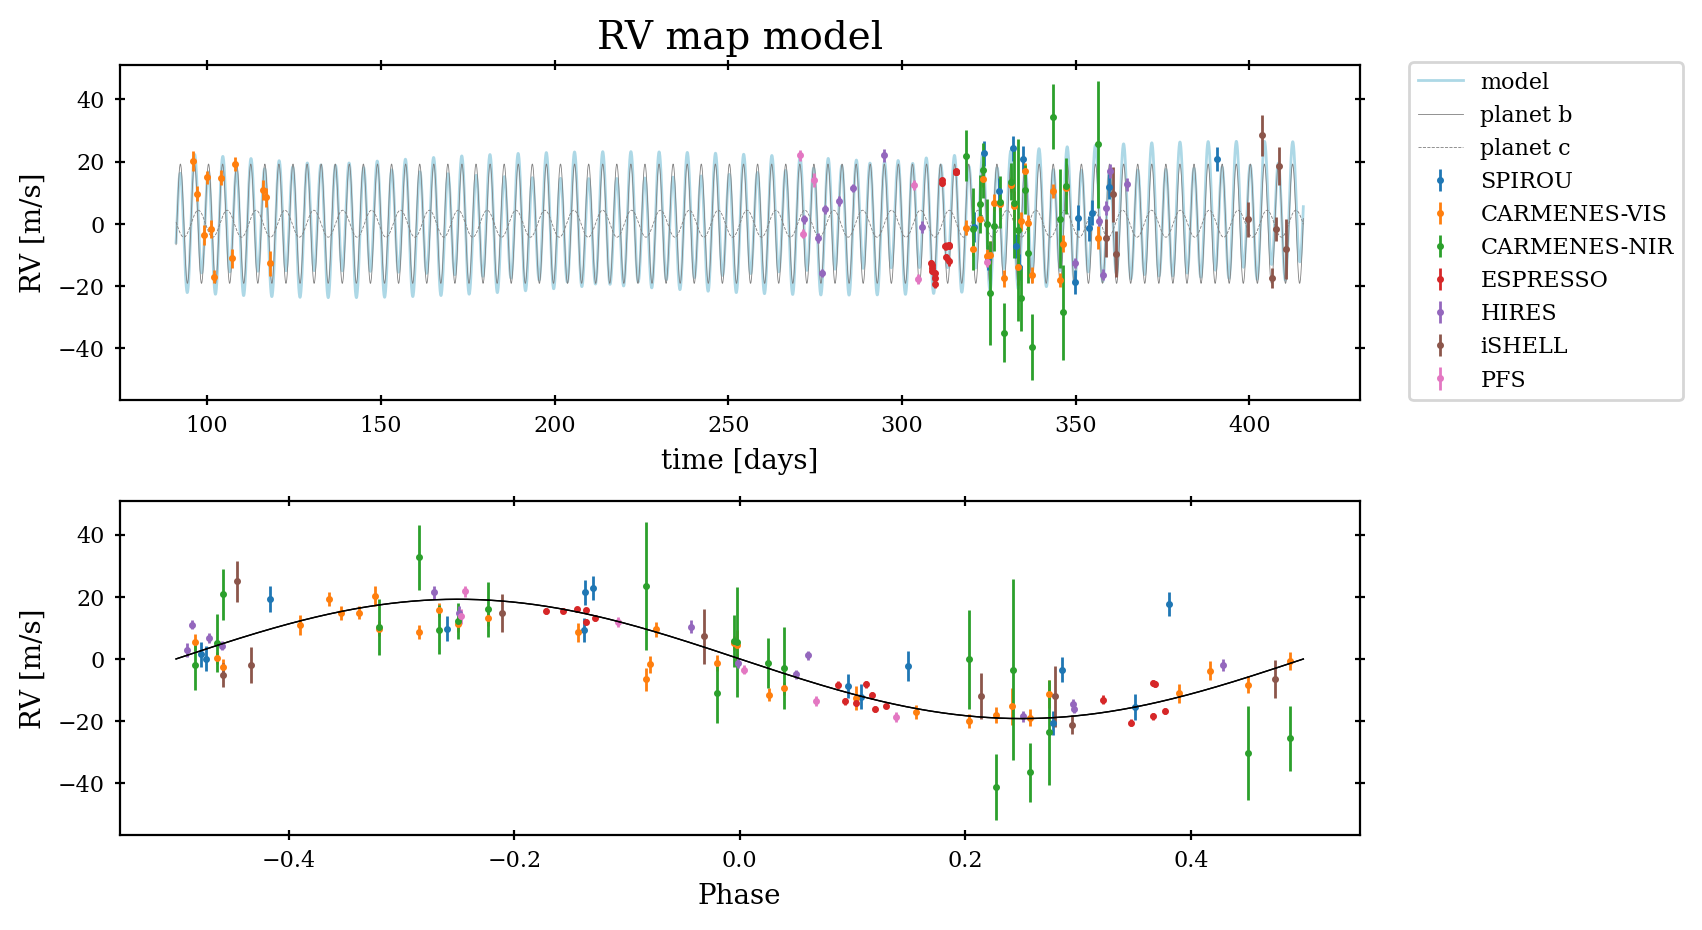 RV map model
40
20
0
−20
−40
RV [m/s]
100
150
200
250
300
350
400
time [days]
model
planet b
planet c
SPIROU
CARMENES-VIS
CARMENES-NIR
ESPRESSO
HIRES
iSHELL
PFS
40
20
0
−20
−40
RV [m/s]
−0.4
−0.2
0.0
0.2
0.4
Phase